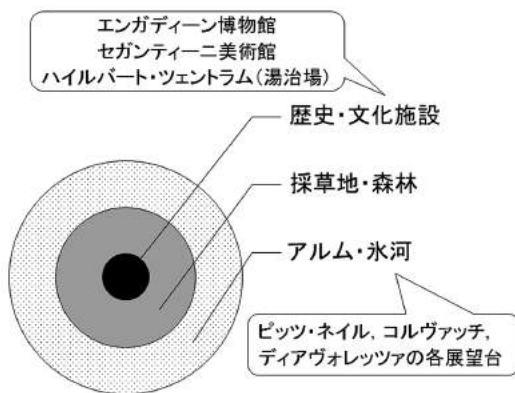 エンガディーン博物館
セガンティーニ美術館
ハイルバート・ツェントラム(湯治場)
歴史・文化施設
採草地・森林
アルム・氷河
ピッツ・ネイル, コルヴァッチ,
ディアヴォレッツァの各展望台